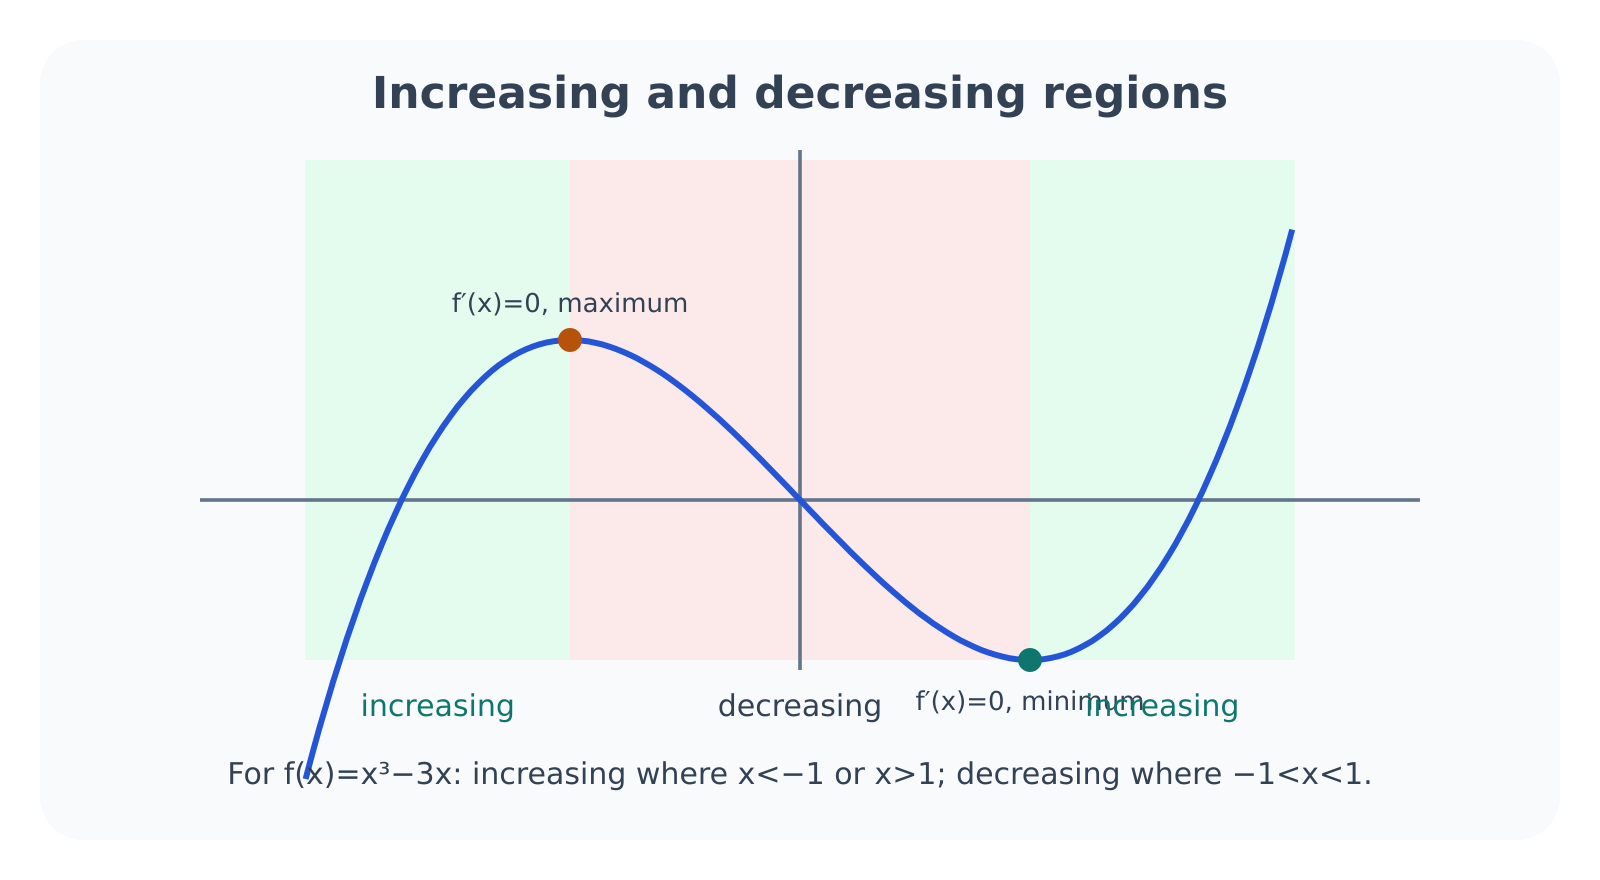 Increasing and decreasing regions
f′(x)=0, maximum
increasing
decreasing
f′(x)=0, minimum
increasing
For f(x)=x³−3x: increasing where x<−1 or x>1; decreasing where −1<x<1.